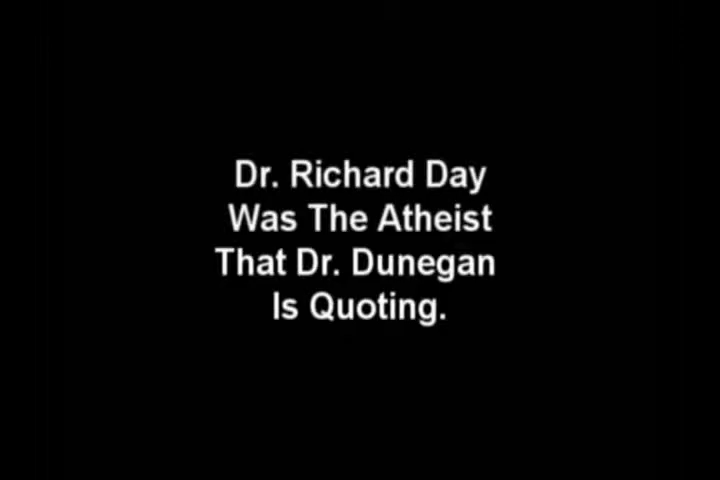 Dr. Richard Day
Was The Atheist
That Dr. Dunegan
Is Quoting.